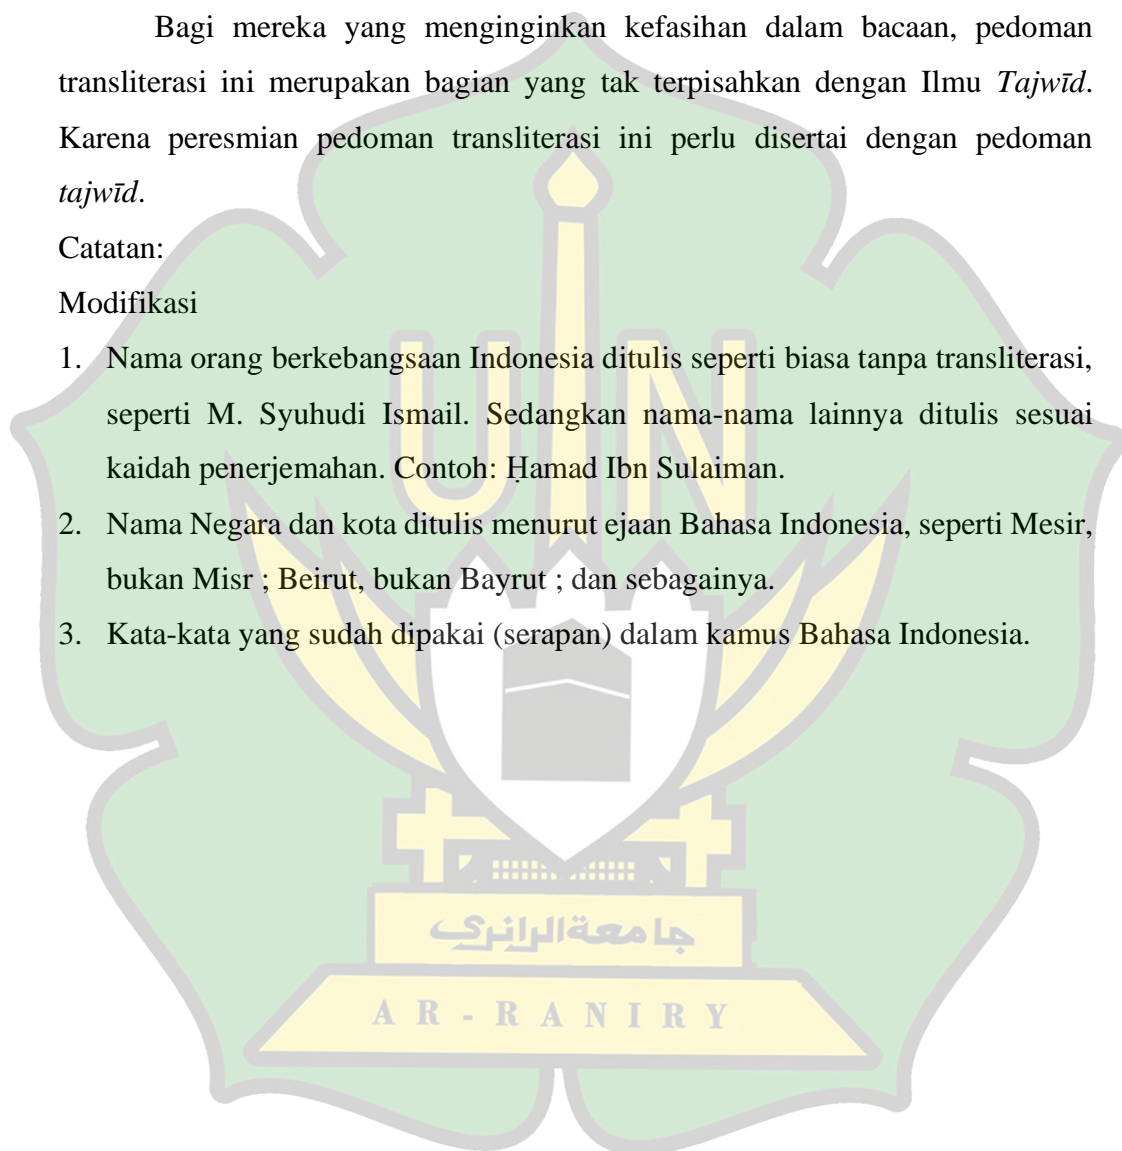 Bagi mereka yang menginginkan kefasihan dalam bacaan, pedoman
transliterasi ini merupakan bagian yang tak terpisahkan dengan Ilmu Tajwīd.
Karena peresmian pedoman transliterasi ini perlu disertai dengan pedoman
tajwīd.
Catatan:
Modifikasi
1. Nama orang berkebangsaan Indonesia ditulis seperti biasa tanpa transliterasi,
seperti M. Syuhudi Ismail. Sedangkan nama-nama lainnya ditulis sesuai
kaidah penerjemahan. Contoh: Ḥamad Ibn Sulaiman.
2. Nama Negara dan kota ditulis menurut ejaan Bahasa Indonesia, seperti Mesir,
bukan Misr ; Beirut, bukan Bayrut ; dan sebagainya.
3. Kata-kata yang sudah dipakai (serapan) dalam kamus Bahasa Indonesia.
UIN
جامعةالرانري
AR-RANIRY